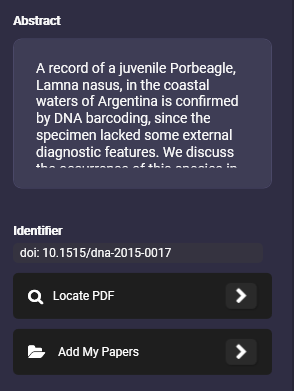 Abstract
A record of a juvenile Porbeagle,
Lamna nasus, in the coastal
waters of Argentina is confirmed
by DNA barcoding, since the
specimen lacked some external
diagnostic features. We discuss
the occurrence of this species in
Identifier
doi: 10.1515/dna-2015-0017
Locate PDF
Add My Papers